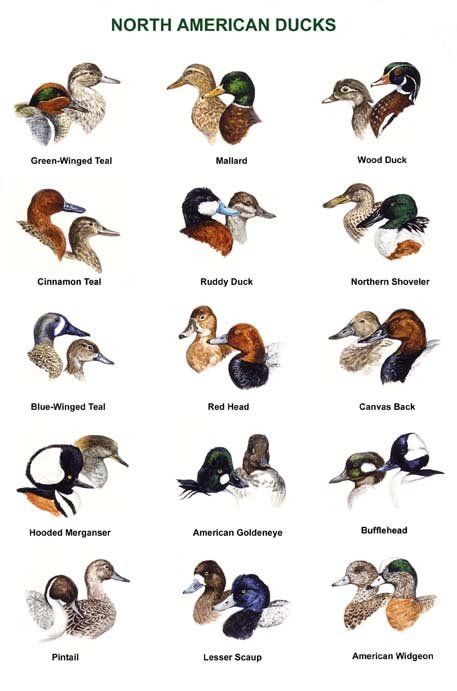 NORTH AMERICAN DUCKS
Green-Winged Teal
Mallard
Wood Duck
Cinnamon Teal
Ruddy Duck
Northern Shoveler
Blue-Winged Teal
Red Head
Canvas Back
Hooded Merganser
American Goldeneye
Bufflehead
Pintail
Lesser Scaup
American Widgeon